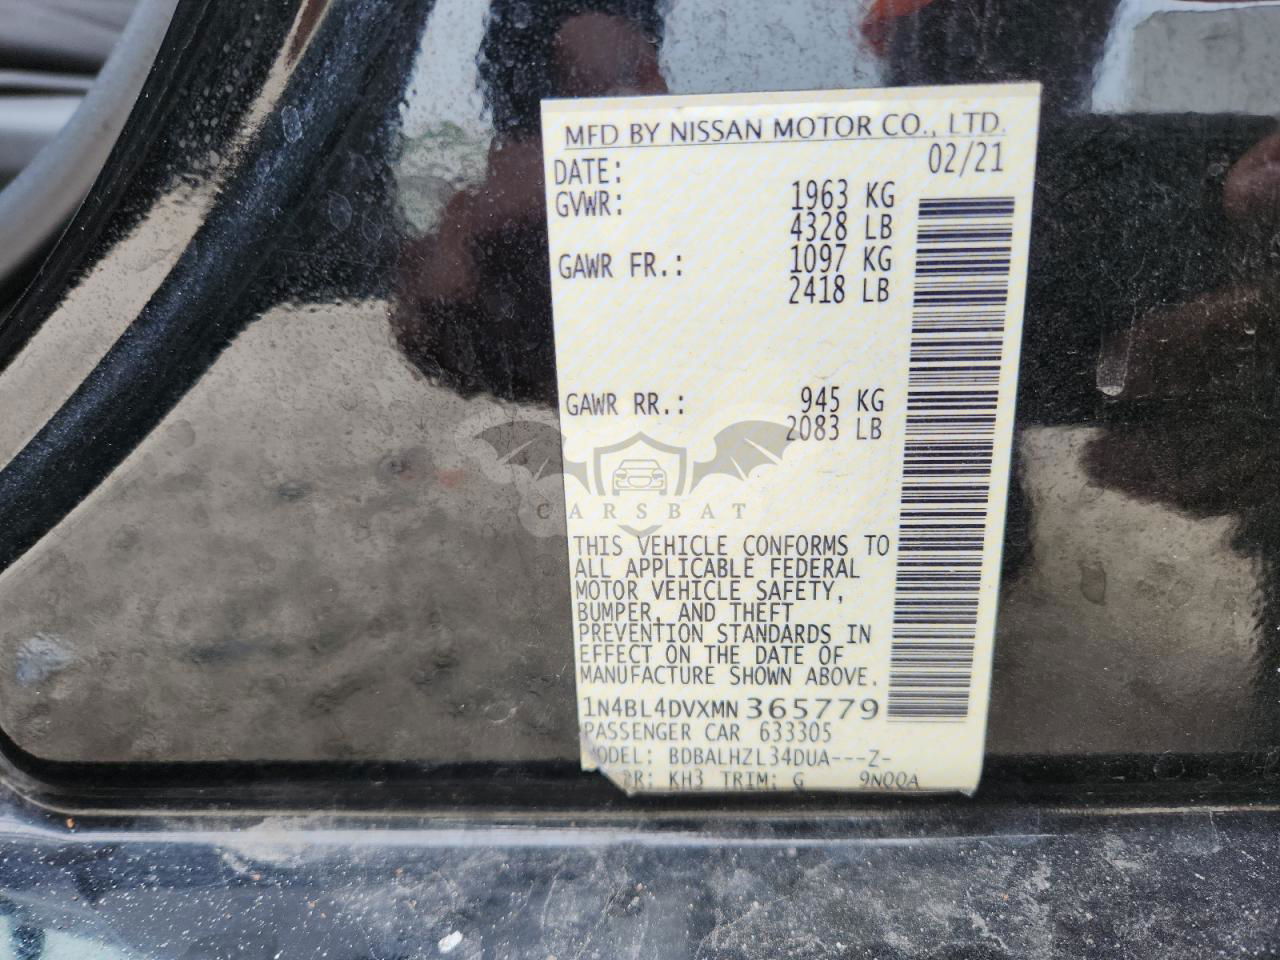 MFD BY NISSAN MOTOR CO., LTD.
DATE: 02/21
GVWR: 1963 KG
4328 LB
GAWR FR.: 1097 KG
2418 LB
GAWR RR.: 945 KG
2083 LB
CARSBAT
THIS VEHICLE CONFORMS TO
ALL APPLICABLE FEDERAL
MOTOR VEHICLE SAFETY,
BUMPER, AND THEFT
PREVENTION STANDARDS IN
EFFECT ON THE DATE OF
MANUFACTURE SHOWN ABOVE.
1N4BL4DVXMN365779
PASSENGER CAR 633305
ODEL: BDBALHZL34DUA---Z-
R: KH3 TRIM: G 9NQQA